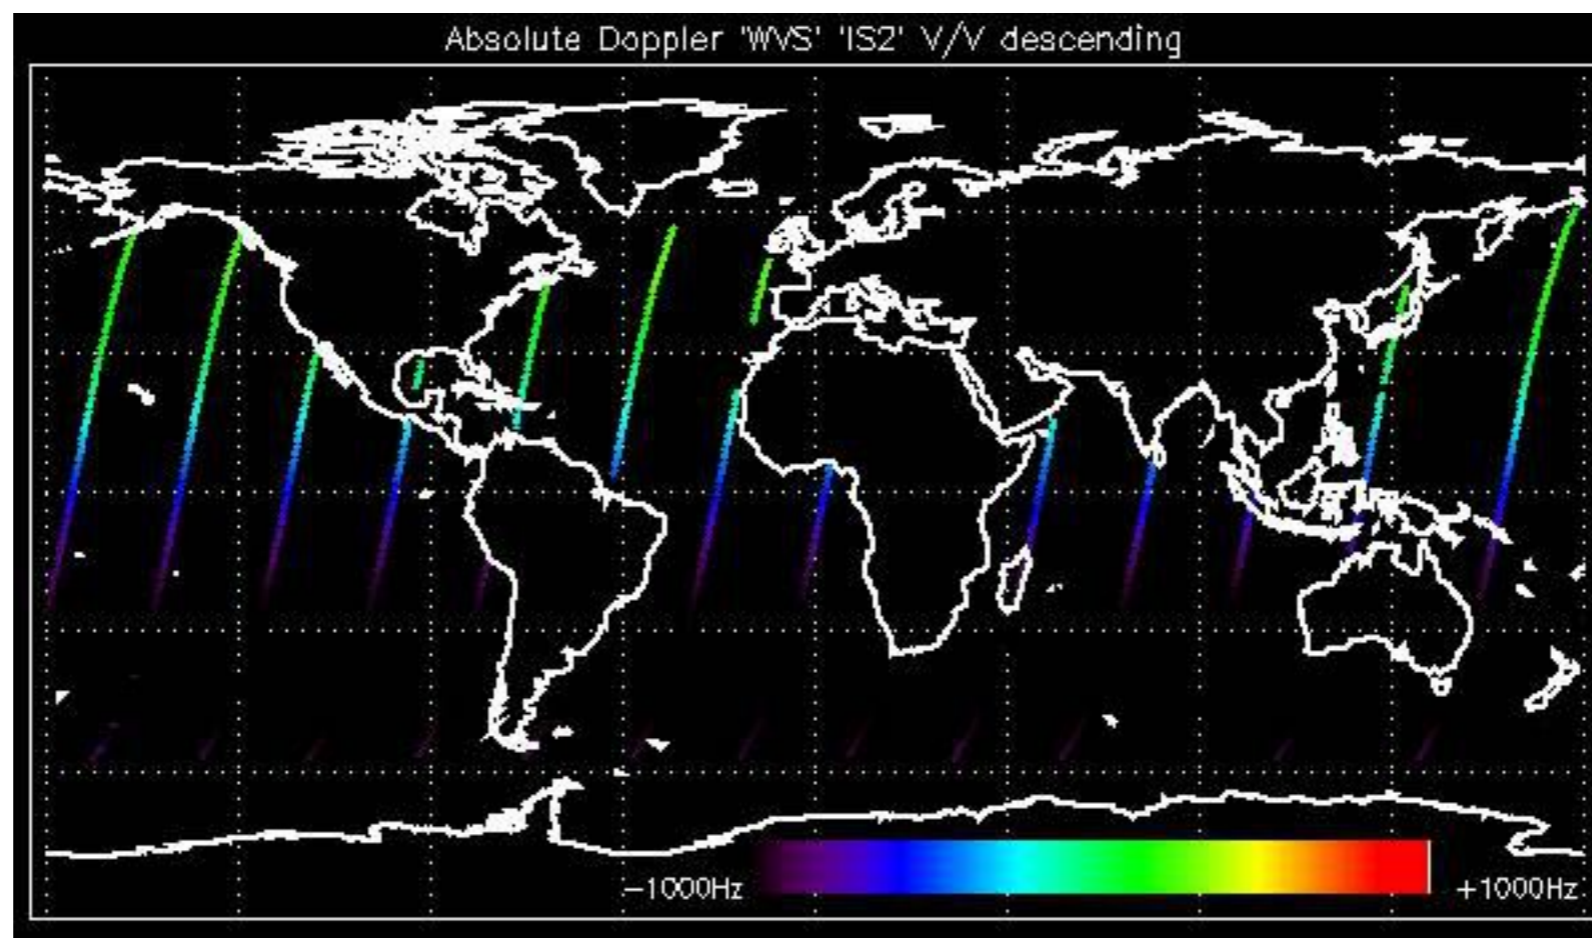 Absolute Doppler 'WVS' 'IS2' V/V descending
−1000Hz
+1000Hz